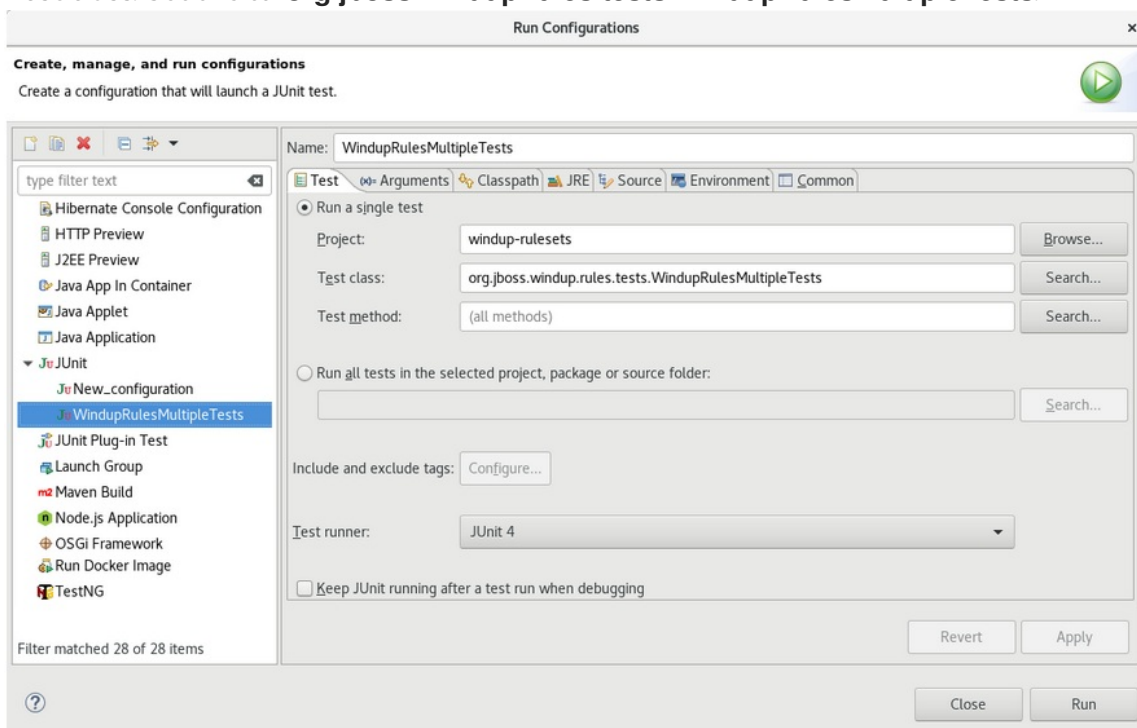 Run Configurations
×
Create, manage, and run configurations
Create a configuration that will launch a JUnit test.
Name: WindupRulesMultipleTests
type filter text
Test (x)= Arguments Classpath JRE Source Environment Common
Hibernate Console Configuration
HTTP Preview
J2EE Preview
Java App In Container
Java Applet
Java Application
JUnit
New_configuration
WindupRulesMultipleTests
JUnit Plug-in Test
Launch Group
m2 Maven Build
Node.js Application
OSGi Framework
Run Docker Image
TestNG
Filter matched 28 of 28 items
Run a single test
Project: windup-rulesets Browse...
Test class: org.jboss.windup.rules.tests.WindupRulesMultipleTests Search...
Test method: (all methods) Search...
Run all tests in the selected project, package or source folder:
Search...
Include and exclude tags: Configure...
Test runner: JUnit 4
Keep JUnit running after a test run when debugging
Revert Apply
Close Run